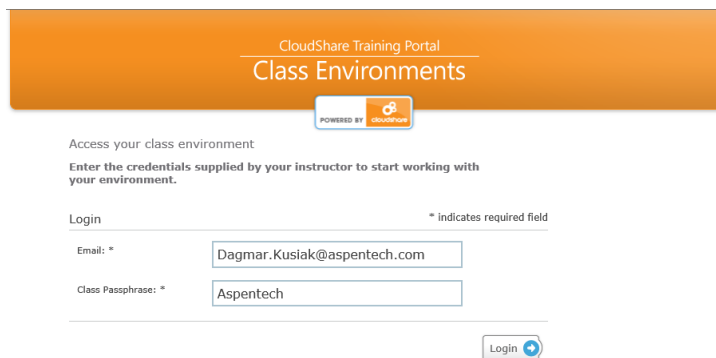 CloudShare Training Portal
Class Environments
POWERED BY cloudshare
Access your class environment
Enter the credentials supplied by your instructor to start working with
your environment.
Login * indicates required field
Email: * Dagmar.Kusiak@aspentech.com
Class Passphrase: * Aspentech
Login